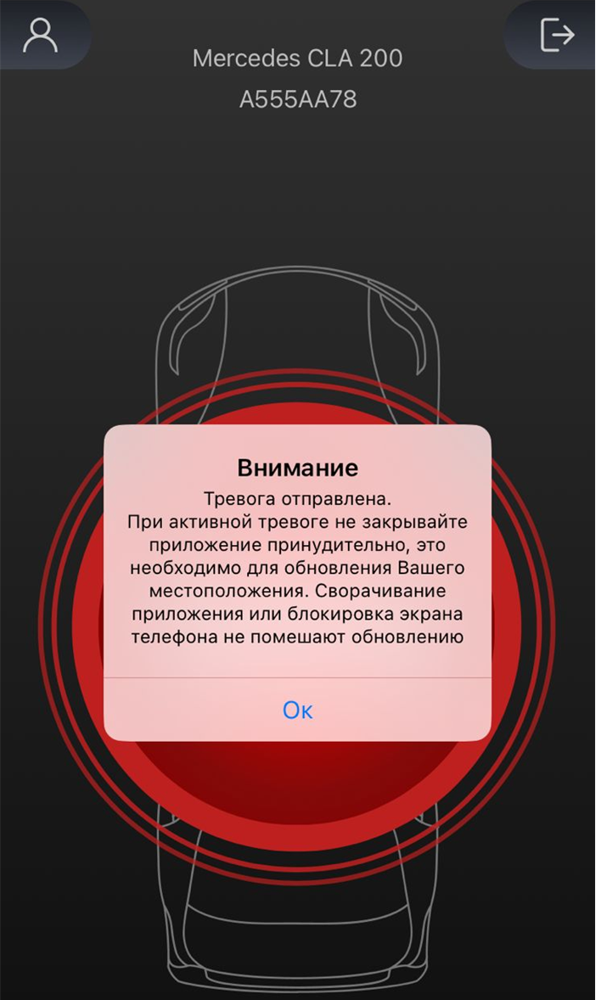 Mercedes CLA 200
A555AA78
Внимание
Тревога отправлена.
При активной тревоге не закрывайте
приложение принудительно, это
необходимо для обновления Вашего
местоположения. Сворачивание
приложения или блокировка экрана
телефона не помешают обновлению
Ок